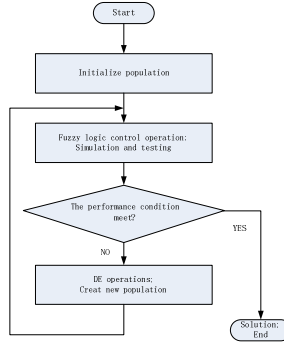 Start
Initialize population
Fuzzy logic control operation;
Simulation and testing
The performance condition
meet?
YES
NO
DE operations;
Creat new population
Solution;
End